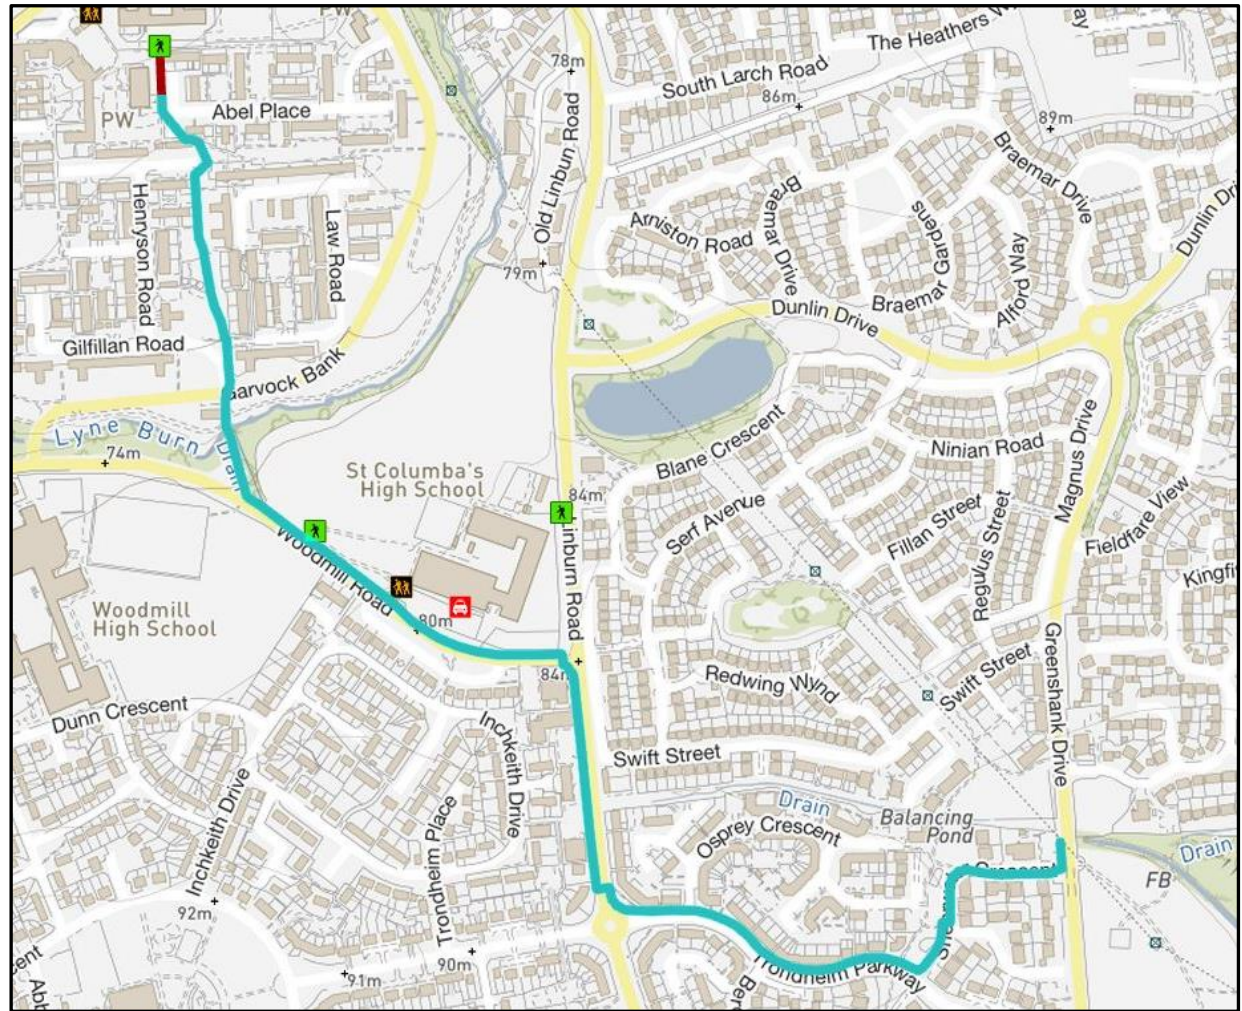 PW
78m
The Heathers
South Larch Road
86m
89m
Abel Place
PW
Old Linbun Road
Braemar Drive
Henryson Road
Law Road
Braemar Drive
Arniston Road
Braemar Gardens
Alford Way
Dunlin
79m
Dunlin Drive
Gilfillan Road
Garvock Bank
Lyne Burn
Drain
74m
Magnus Drive
Ninian Road
Blane Crescent
St Columba's
High School
84m
Serf Avenue
Fillan Street
Regulus Street
Fieldfare View
Linburn Road
Woodmill Road
Woodmill
High School
80m
84m
Redwing Wynd
Swift Street
Greenshank Drive
Dunn Crescent
Inchkeith Drive
Swift Street
Drain
Balancing
Pond
Osprey Crescent
Inchkeith Drive
Trondheim Place
Drain
Crescent
FB
92m
90m
91m
Trondheim Parkway
cent